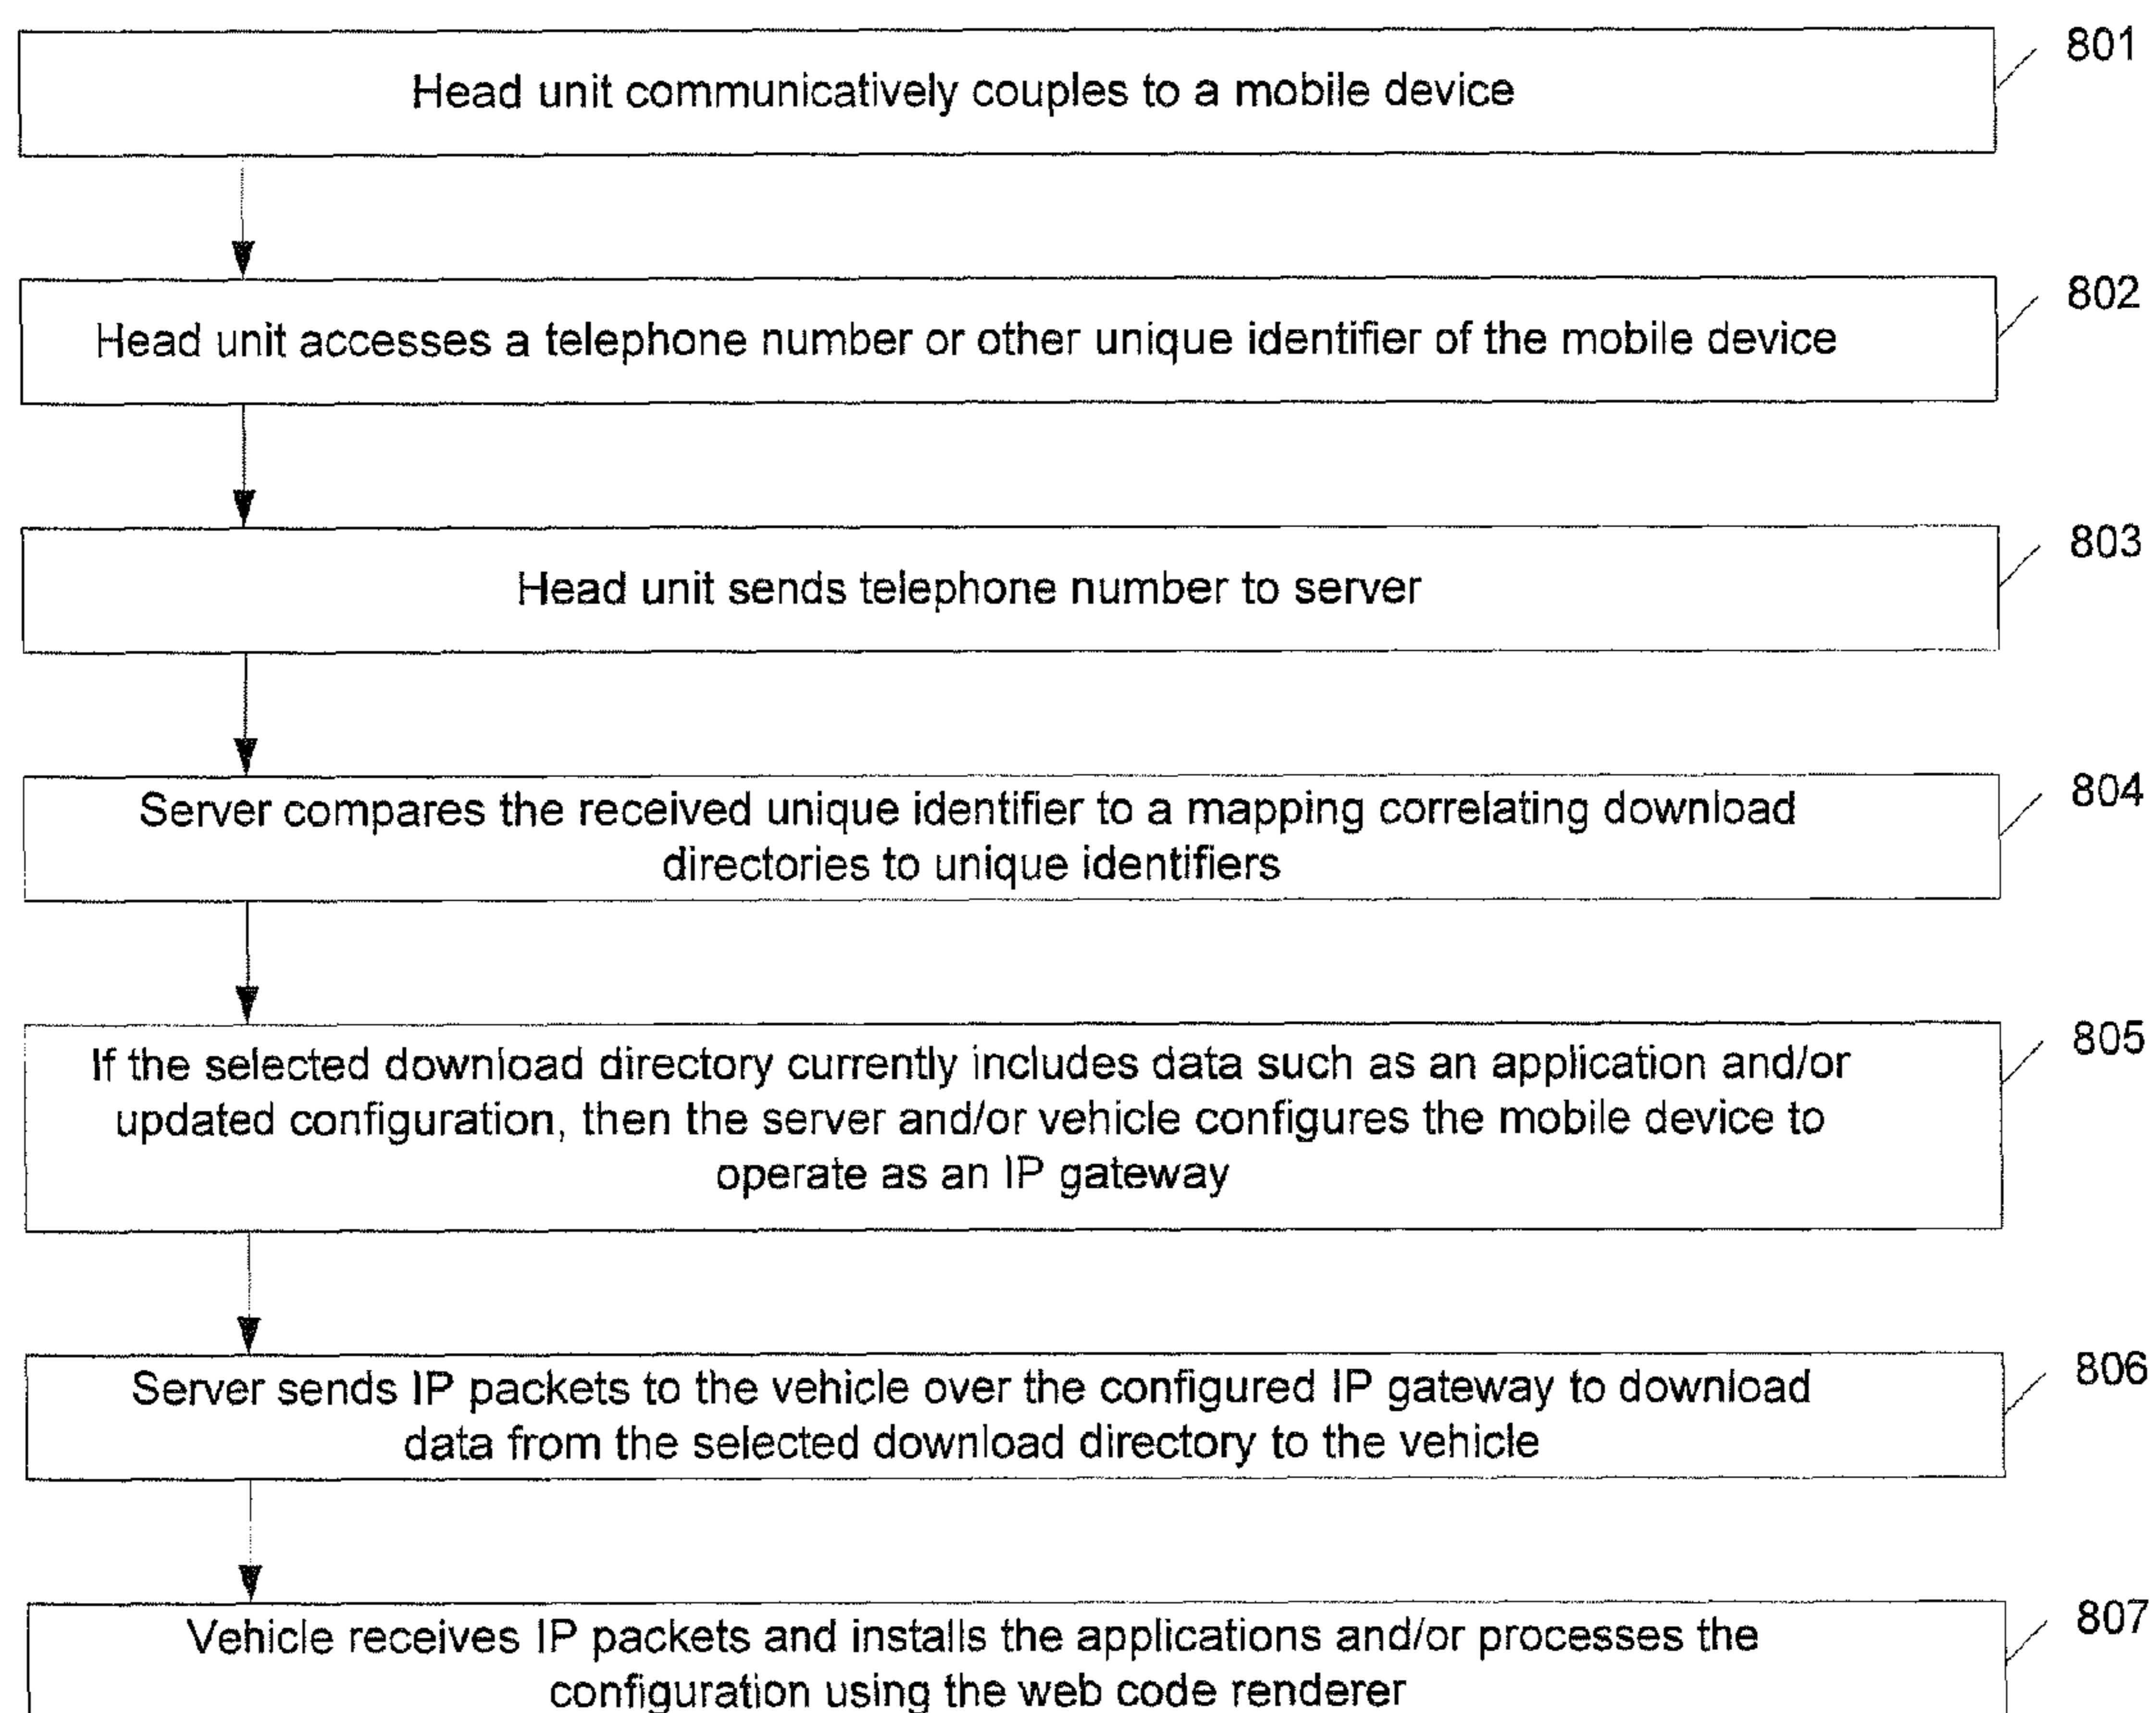 801
Head unit communicatively couples to a mobile device
802
Head unit accesses a telephone number or other unique identifier of the mobile device
803
Head unit sends telephone number to server
804
Server compares the received unique identifier to a mapping correlating download
directories to unique identifiers
805
If the selected download directory currently includes data such as an application and/or
updated configuration, then the server and/or vehicle configures the mobile device to
operate as an IP gateway
806
Server sends IP packets to the vehicle over the configured IP gateway to download
data from the selected download directory to the vehicle
807
Vehicle receives IP packets and installs the applications and/or processes the
configuration using the web code renderer